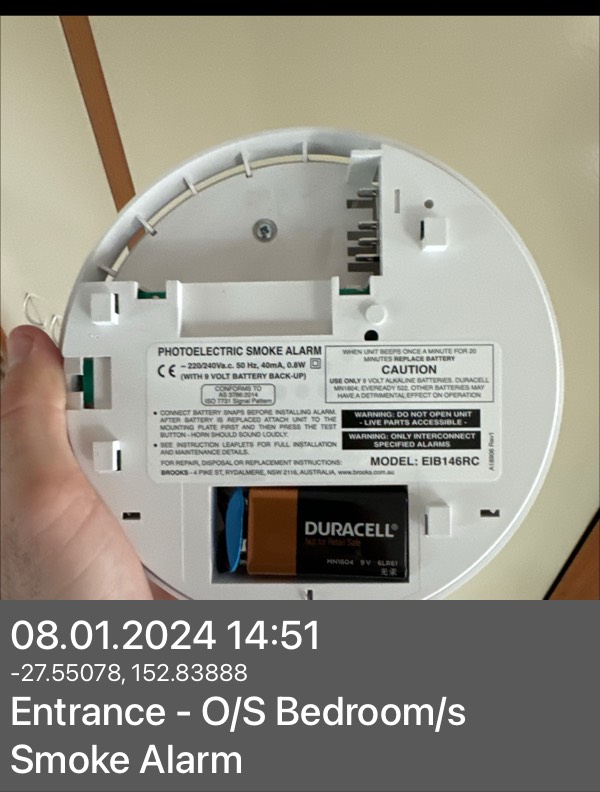 PHOTOELECTRIC SMOKE ALARM
CE ~ 220/240Va.c. 50 Hz, 40mA, 0.8W
(WITH 9 VOLT BATTERY BACK-UP)
CONFORMS TO
AS 3786:2014
ISO 7731 Signal Pattern
• CONNECT BATTERY SNAPS BEFORE INSTALLING ALARM.
AFTER BATTERY IS REPLACED ATTACH UNIT TO THE
MOUNTING PLATE FIRST AND THEN PRESS THE TEST
BUTTON - HORN SHOULD SOUND LOUDLY.
• SEE INSTRUCTION LEAFLETS FOR FULL INSTALLATION
AND MAINTENANCE DETAILS.
FOR REPAIR, DISPOSAL OR REPLACEMENT INSTRUCTIONS:
BROOKS - 4 PIKE ST, RYDALMERE, NSW 2116, AUSTRALIA, www.brooks.com.au
WHEN UNIT BEEPS ONCE A MINUTE FOR 20
MINUTES REPLACE BATTERY
CAUTION
USE ONLY 9 VOLT ALKALINE BATTERIES. DURACELL
MN1604; EVEREADY 522. OTHER BATTERIES MAY
HAVE A DETRIMENTAL EFFECT ON OPERATION
WARNING: DO NOT OPEN UNIT
- LIVE PARTS ACCESSIBLE -
WARNING: ONLY INTERCONNECT
SPECIFIED ALARMS
MODEL: EIB146RC
DURACELL®
Not for Retail Sale
MN1604 9V 6LR61
无汞
08.01.2024 14:51
-27.55078, 152.83888
Entrance - O/S Bedroom/s
Smoke Alarm